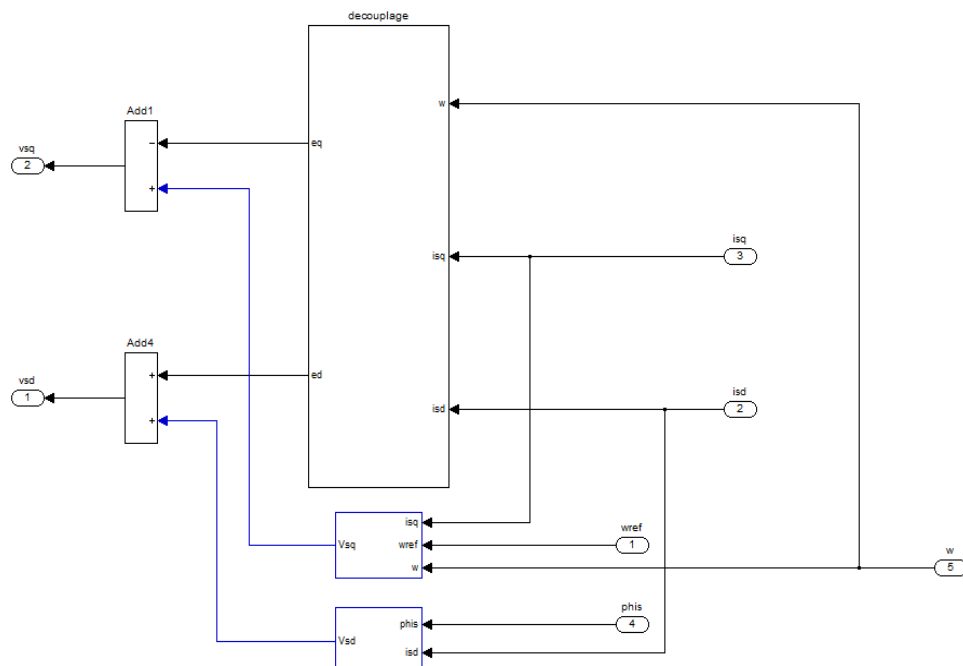 decouplage
w
Add1
−
eq
vsq
2
+
isq
isq
3
Add4
+
ed
vsd
1
+
isd
isd
2
isq
wref
wref
1
Vsq
w
w
5
phis
phis
4
Vsd
isd